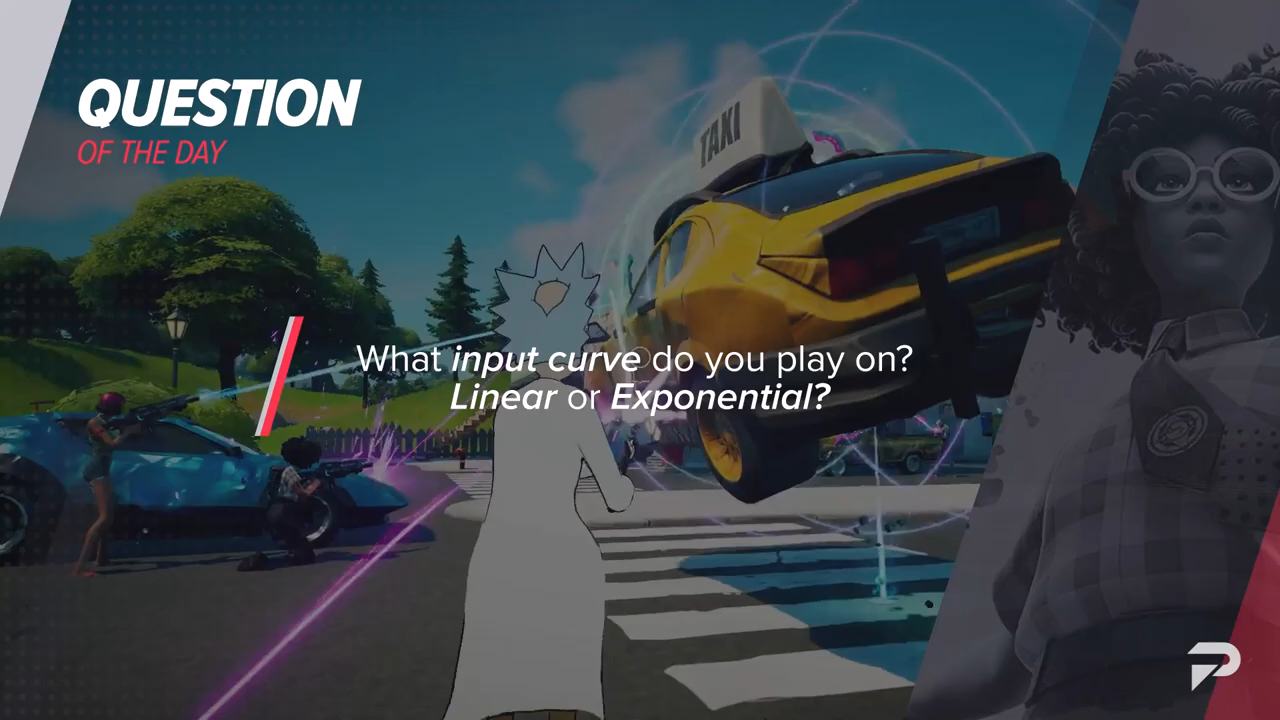 QUESTION
OF THE DAY
TAXI
What input curve do you play on?
Linear or Exponential?